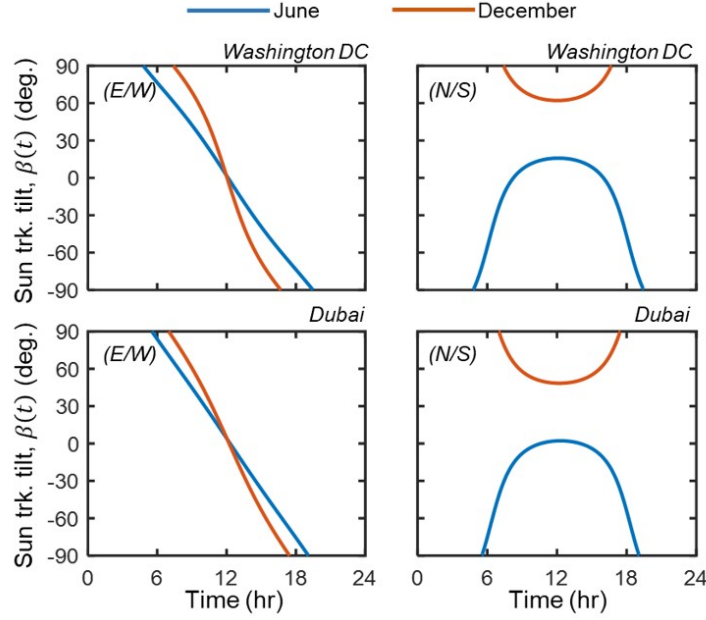 June December
Washington DC Washington DC
Sun trk. tilt, β(t) (deg.)
90
60
30
0
-30
-60
-90
(E/W) (N/S)
Dubai Dubai
Sun trk. tilt, β(t) (deg.)
90
60
30
0
-30
-60
-90
(E/W) (N/S)
0 6 12 18 24 0 6 12 18 24
Time (hr) Time (hr)